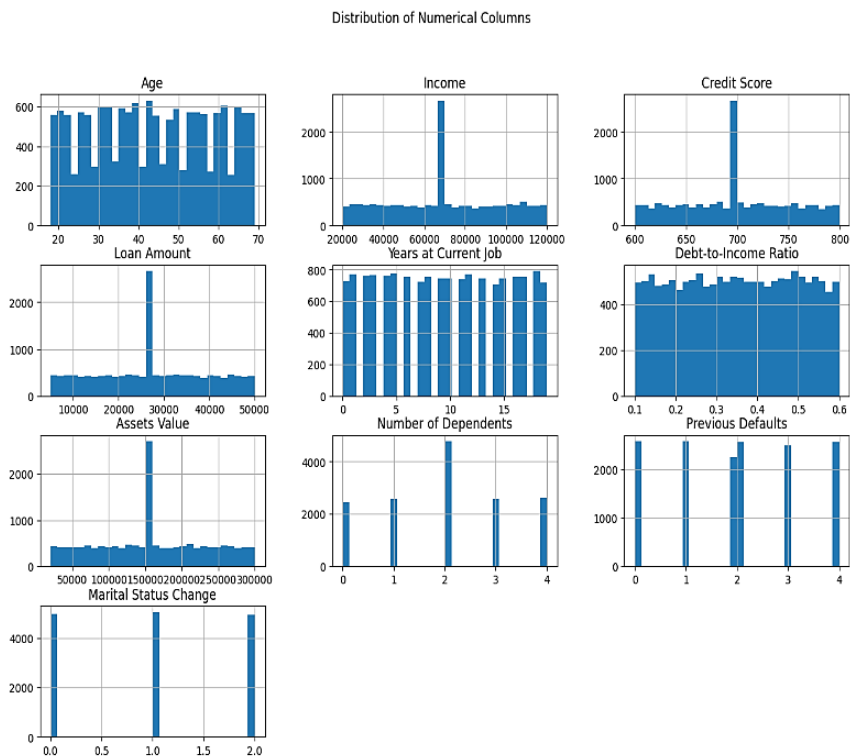 Distribution of Numerical Columns
Age
Income
Credit Score
600
400
200
0
20 30 40 50 60 70
2000
1000
0
20000 40000 60000 80000 100000 120000
2000
1000
0
600 650 700 750 800
Loan Amount
Years at Current Job
Debt-to-Income Ratio
2000
1000
0
10000 20000 30000 40000 50000
800
600
400
200
0
0 5 10 15
400
200
0
0.1 0.2 0.3 0.4 0.5 0.6
Assets Value
Number of Dependents
Previous Defaults
2000
1000
0
50000 100000 150000 200000 250000 300000
4000
2000
0
0 1 2 3 4
2000
1000
0
0 1 2 3 4
Marital Status Change
4000
2000
0
0.0 0.5 1.0 1.5 2.0